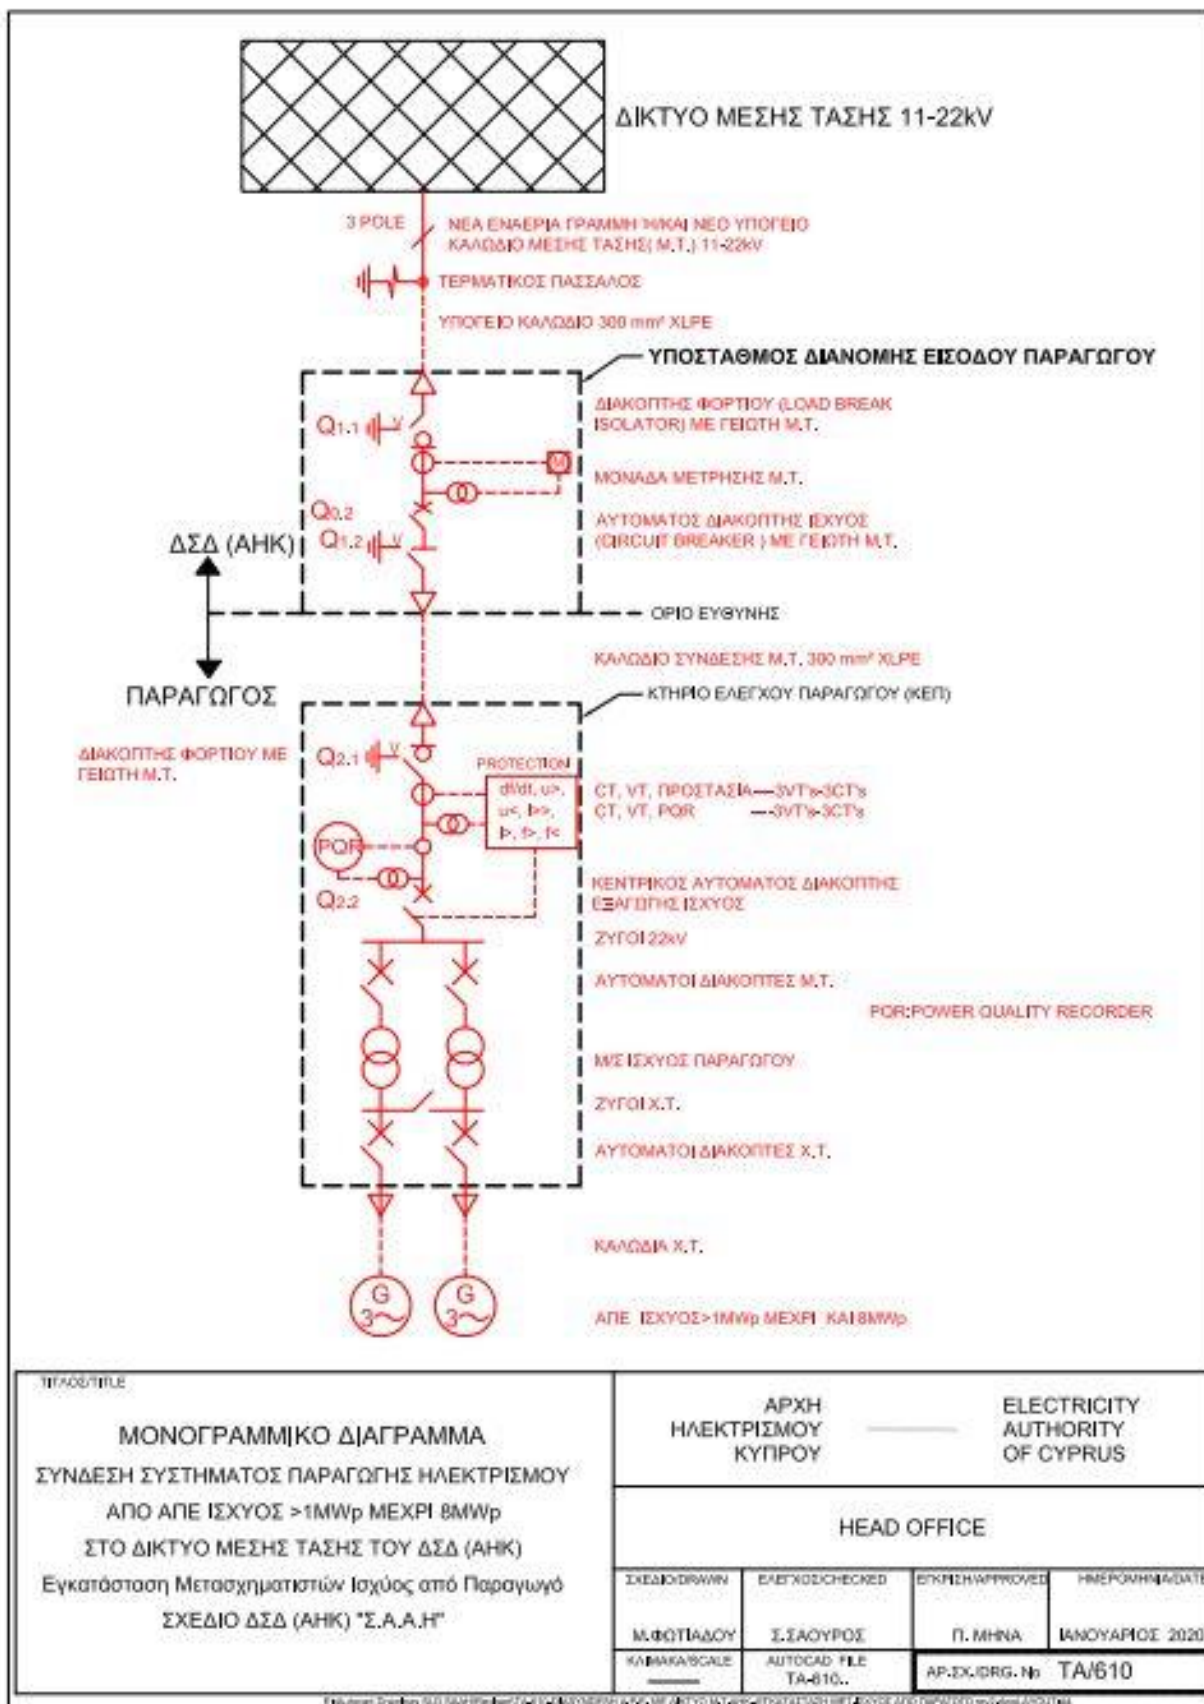 ΔΙΚΤΥΟ ΜΕΣΗΣ ΤΑΣΗΣ 11-22kV
3 POLE
ΝΕΑ ΕΝΑΕΡΙΑ ΓΡΑΜΜΗ Ή/ΚΑΙ ΝΕΟ ΥΠΟΓΕΙΟ
ΚΑΛΩΔΙΟ ΜΕΣΗΣ ΤΑΣΗΣ( Μ.Τ.) 11-22kV
ΤΕΡΜΑΤΙΚΟΣ ΠΑΣΣΑΛΟΣ
ΥΠΟΓΕΙΟ ΚΑΛΩΔΙΟ 300 mm² XLPE
ΥΠΟΣΤΑΘΜΟΣ ΔΙΑΝΟΜΗΣ ΕΙΣΟΔΟΥ ΠΑΡΑΓΩΓΟΥ
Q1.1
ΔΙΑΚΟΠΤΗΣ ΦΟΡΤΙΟΥ (LOAD BREAK
ISOLATOR) ΜΕ ΓΕΙΩΤΗ Μ.Τ.
M
ΜΟΝΑΔΑ ΜΕΤΡΗΣΗΣ Μ.Τ.
Q0.2
ΑΥΤΟΜΑΤΟΣ ΔΙΑΚΟΠΤΗΣ ΙΣΧΥΟΣ
(CIRCUIT BREAKER ) ΜΕ ΓΕΙΩΤΗ Μ.Τ.
Q1.2
ΔΣΔ (ΑΗΚ)
ΟΡΙΟ ΕΥΘΥΝΗΣ
ΚΑΛΩΔΙΟ ΣΥΝΔΕΣΗΣ Μ.Τ. 300 mm² XLPE
ΠΑΡΑΓΩΓΟΣ
ΚΤΗΡΙΟ ΕΛΕΓΧΟΥ ΠΑΡΑΓΩΓΟΥ (ΚΕΠ)
ΔΙΑΚΟΠΤΗΣ ΦΟΡΤΙΟΥ ΜΕ
ΓΕΙΩΤΗ Μ.Τ.
Q2.1
PROTECTION
df/dt, u>,
u<, I>>,
I>, f>, f<
CT, VT, ΠΡΟΣΤΑΣΙΑ---3VT's-3CT's
CT, VT, PQR ---3VT's-3CT's
PQR
Q2.2
ΚΕΝΤΡΙΚΟΣ ΑΥΤΟΜΑΤΟΣ ΔΙΑΚΟΠΤΗΣ
ΕΞΑΓΩΓΗΣ ΙΣΧΥΟΣ
ΖΥΓΟΙ 22kV
ΑΥΤΟΜΑΤΟΙ ΔΙΑΚΟΠΤΕΣ Μ.Τ.
PQR:POWER QUALITY RECORDER
Μ/Σ ΙΣΧΥΟΣ ΠΑΡΑΓΩΓΟΥ
ΖΥΓΟΙ Χ.Τ.
ΑΥΤΟΜΑΤΟΙ ΔΙΑΚΟΠΤΕΣ Χ.Τ.
ΚΑΛΩΔΙΑ Χ.Τ.
G
3~
G
3~
ΑΠΕ ΙΣΧΥΟΣ>1MWp ΜΕΧΡΙ ΚΑΙ 8MWp
ΤΙΤΛΟΣ/TITLE
ΜΟΝΟΓΡΑΜΜΙΚΟ ΔΙΑΓΡΑΜΜΑ
ΣΥΝΔΕΣΗ ΣΥΣΤΗΜΑΤΟΣ ΠΑΡΑΓΩΓΗΣ ΗΛΕΚΤΡΙΣΜΟΥ
ΑΠΟ ΑΠΕ ΙΣΧΥΟΣ >1MWp ΜΕΧΡΙ 8MWp
ΣΤΟ ΔΙΚΤΥΟ ΜΕΣΗΣ ΤΑΣΗΣ ΤΟΥ ΔΣΔ (ΑΗΚ)
Εγκατάσταση Μετασχηματιστών Ισχύος από Παραγωγό
ΣΧΕΔΙΟ ΔΣΔ (ΑΗΚ) "Σ.Α.Α.Η"
ΑΡΧΗ
ΗΛΕΚΤΡΙΣΜΟΥ
ΚΥΠΡΟΥ
ELECTRICITY
AUTHORITY
OF CYPRUS
HEAD OFFICE
ΣΧΕΔΙΟ/DRAWN
Μ.ΦΩΤΙΑΔΟΥ
ΕΛΕΓΧΟΣ/CHECKED
Σ.ΣΑΟΥΡΟΣ
ΕΓΚΡΙΣΗ/APPROVED
Π. ΜΗΝΑ
ΗΜΕΡΟΜΗΝΙΑ/DATE
ΙΑΝΟΥΑΡΙΟΣ 2020
ΚΛΙΜΑΚΑ/SCALE
AUTOCAD FILE
TA-610..
ΑΡ.ΣΧ./DRG. No TA/610